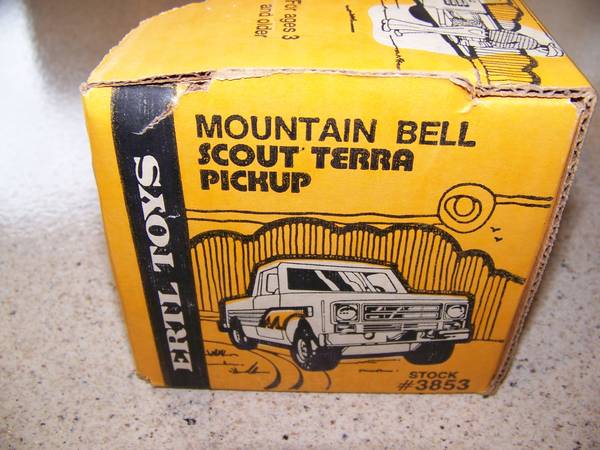 For ages 3
and older
MOUNTAIN BELL
SCOUT TERRA
PICKUP
ERTL TOYS
STOCK
#3853